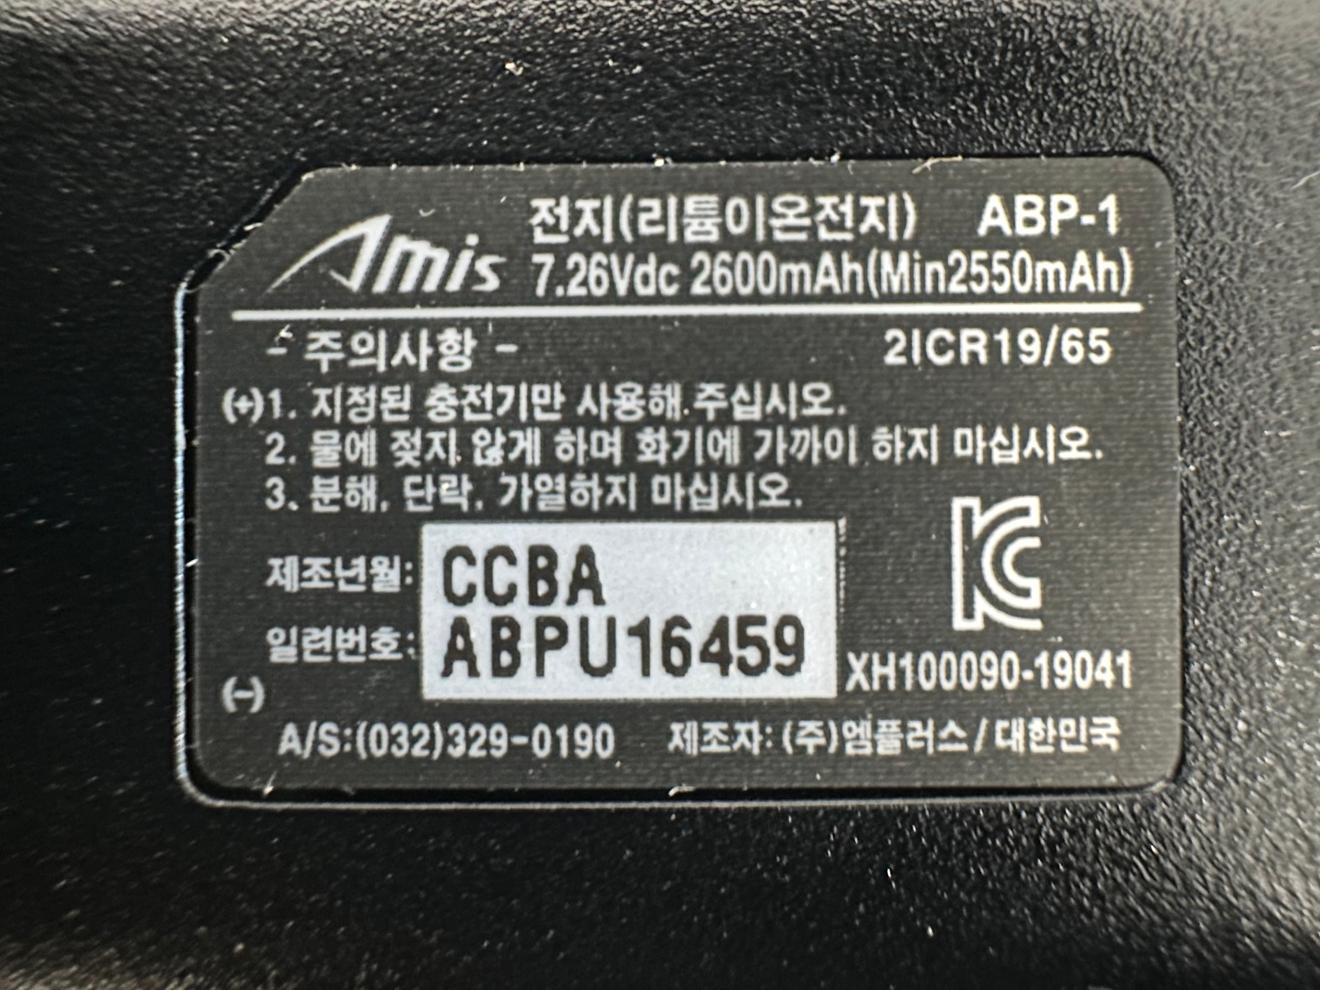 Amis 전지(리튬이온전지) ABP-1
7.26Vdc 2600mAh(Min2550mAh)
- 주의사항 - 2ICR19/65
(+)1. 지정된 충전기만 사용해 주십시오.
2. 물에 젖지 않게 하며 화기에 가까이 하지 마십시오.
3. 분해, 단락, 가열하지 마십시오.
제조년월: CCBA
일련번호: ABPU16459
KC
XH100090-19041
(-)
A/S:(032)329-0190 제조자: (주)엠플러스/대한민국